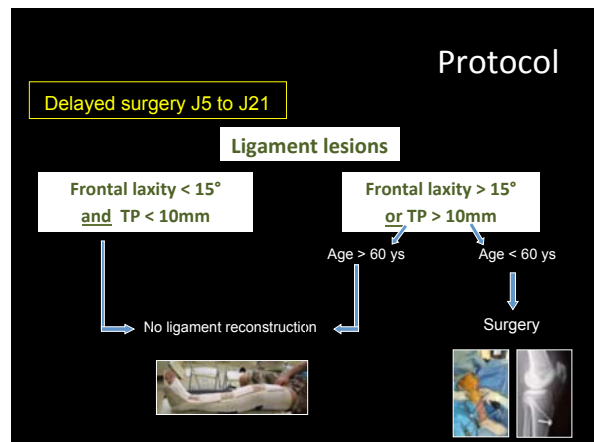 Protocol
Delayed surgery J5 to J21
Ligament lesions
Frontal laxity < 15°
and TP < 10mm
Frontal laxity > 15°
or TP > 10mm
Age > 60 ys
Age < 60 ys
No ligament reconstruction
Surgery